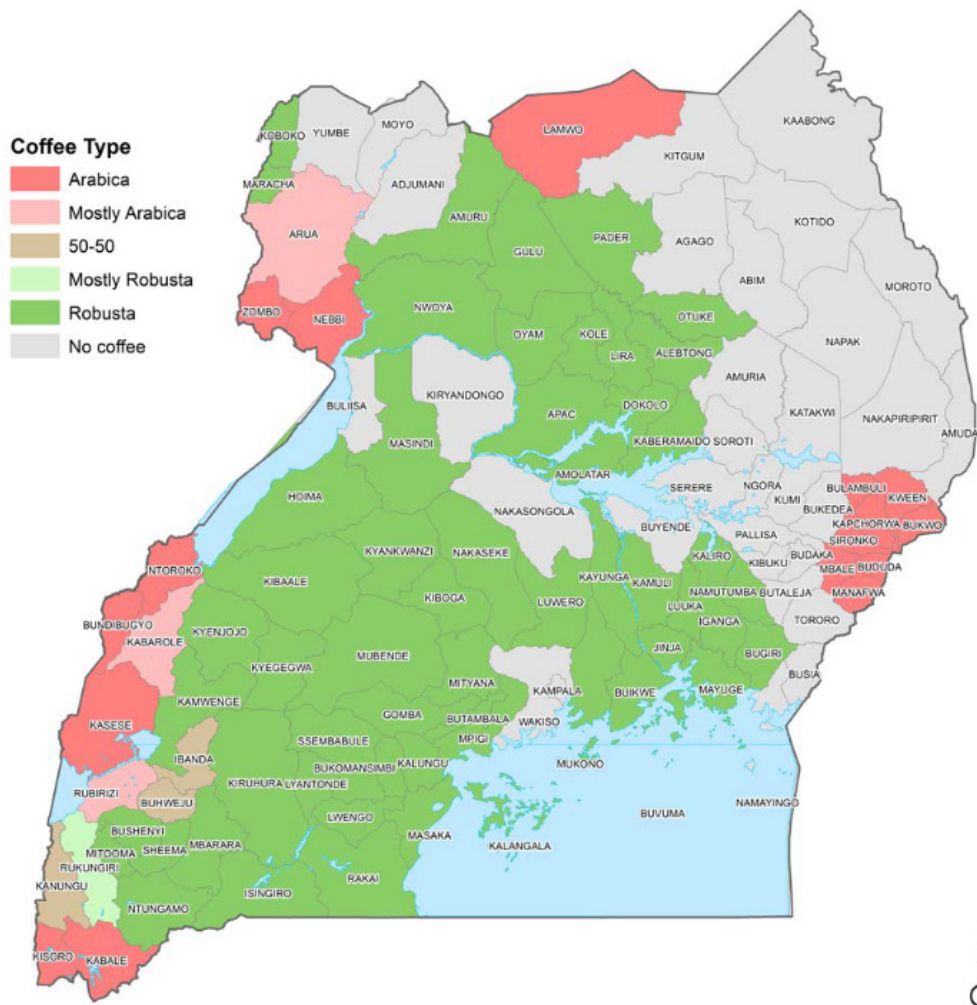 Coffee Type
Arabica
Mostly Arabica
50-50
Mostly Robusta
Robusta
No coffee
KAABONG
LAMWO
MOYO
YUMBE
KOBOKO
KITGUM
MARACHA
ADJUMANI
AMURU
KOTIDO
ARUA
PADER
AGAGO
GULU
ABIM
MOROTO
NWOYA
ZOMBO
NEBBI
OTUKE
OYAM
KOLE
NAPAK
LIRA
ALEBTONG
AMURIA
KIRYANDONGO
BULIISA
DOKOLO
KATAKWI
APAC
NAKAPIRIPIRIT
AMUDA
MASINDI
KABERAMAIDO
SOROTI
AMOLATAR
SERERE
NGORA
BULAMBULI
KWEEN
HOIMA
KUMI
NAKASONGOLA
BUKEDEA
BUYENDE
KAPCHORWA
BUKWO
PALLISA
SIRONKO
KYANKWANZI
NAKASEKE
BUDAKA
KIBUKU
KALIRO
NTOROKO
MBALE
BUDUDA
KIBAALE
KAYUNGA
KAMULI
NAMUTUMBA
BUTALEJA
MANAFWA
KIBOGA
LUWERO
LUUKA
BUNDIBUGYO
IGANGA
TORORO
KYENJOJO
KABAROLE
BUGIRI
JINJA
MUBENDE
KYEGEGWA
BUSIA
MITYANA
KAMPALA
BUIKWE
MAYUGE
KAMWENGE
GOMBA
BUTAMBALA
WAKISO
KASESE
SSEMBABULE
MPIGI
IBANDA
BUKOMANSIMBI
KALUNGU
MUKONO
KIRUHURA
LYANTONDE
RUBIRIZI
BUHWEJU
NAMAYINGO
BUVUMA
LWENGO
BUSHENYI
MASAKA
MBARARA
SHEEMA
MITOOMA
KALANGALA
RUKUNGIRI
RAKAI
KANUNGU
ISINGIRO
NTUNGAMO
KISORO
KABALE